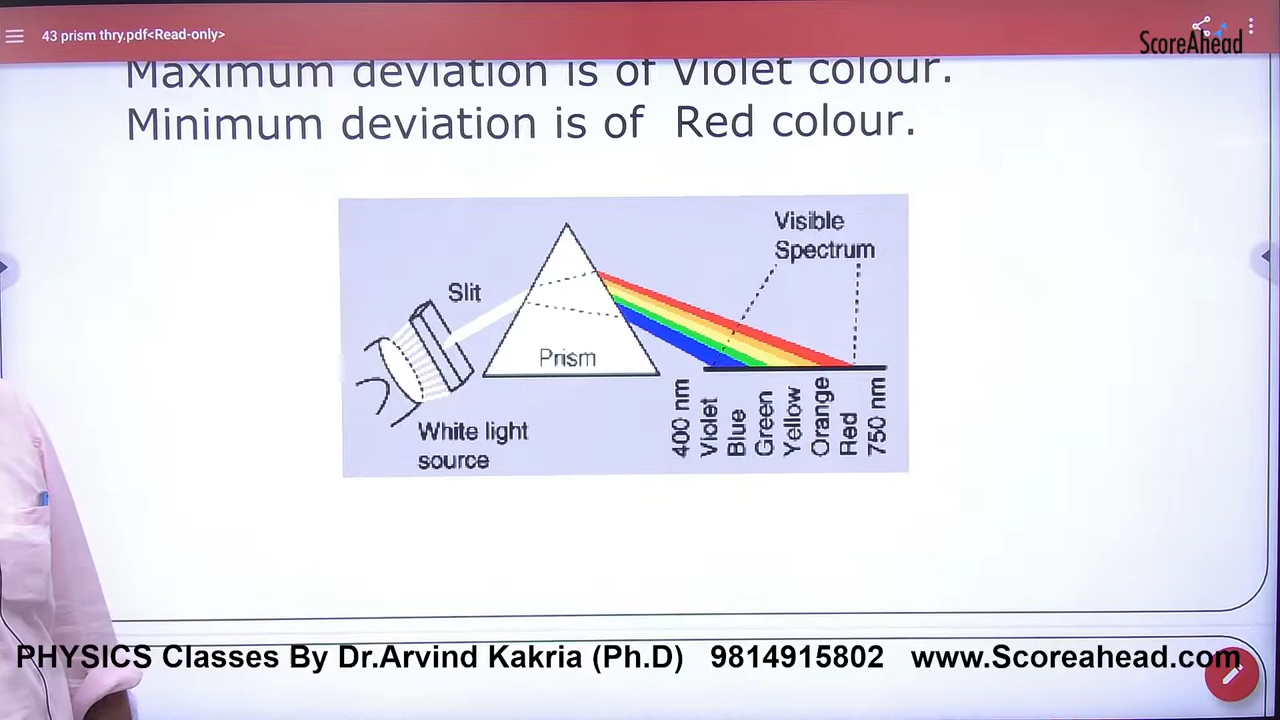 43 prism thry.pdf<Read-only>
ScoreAhead
Maximum deviation is of Violet colour.
Minimum deviation is of Red colour.
Visible
Spectrum
Slit
Prism
White light
source
400 nm
Violet
Blue
Green
Yellow
Orange
Red
750 nm
PHYSICS Classes By Dr.Arvind Kakria (Ph.D) 9814915802 www.Scoreahead.com